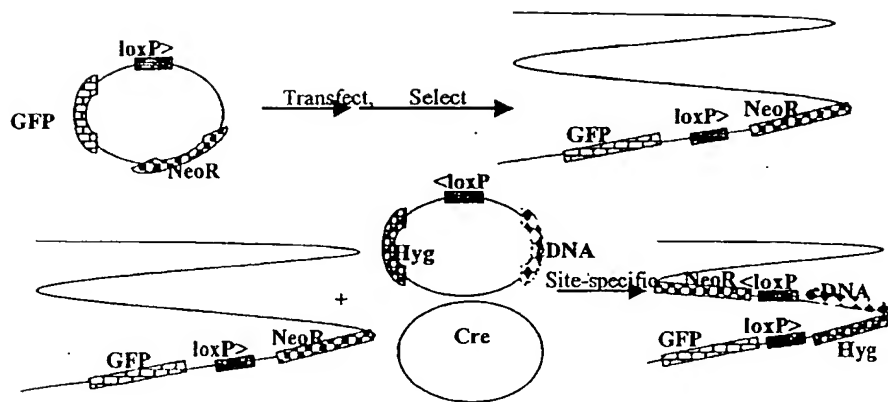 loxP>
GFP
NeoR
Transfect, Select
GFP loxP> NeoR
<loxP
Hyg DNA
Cre
GFP loxP> NeoR
+
Site-specific
NeoR <loxP cDNA
GFP loxP> Hyg